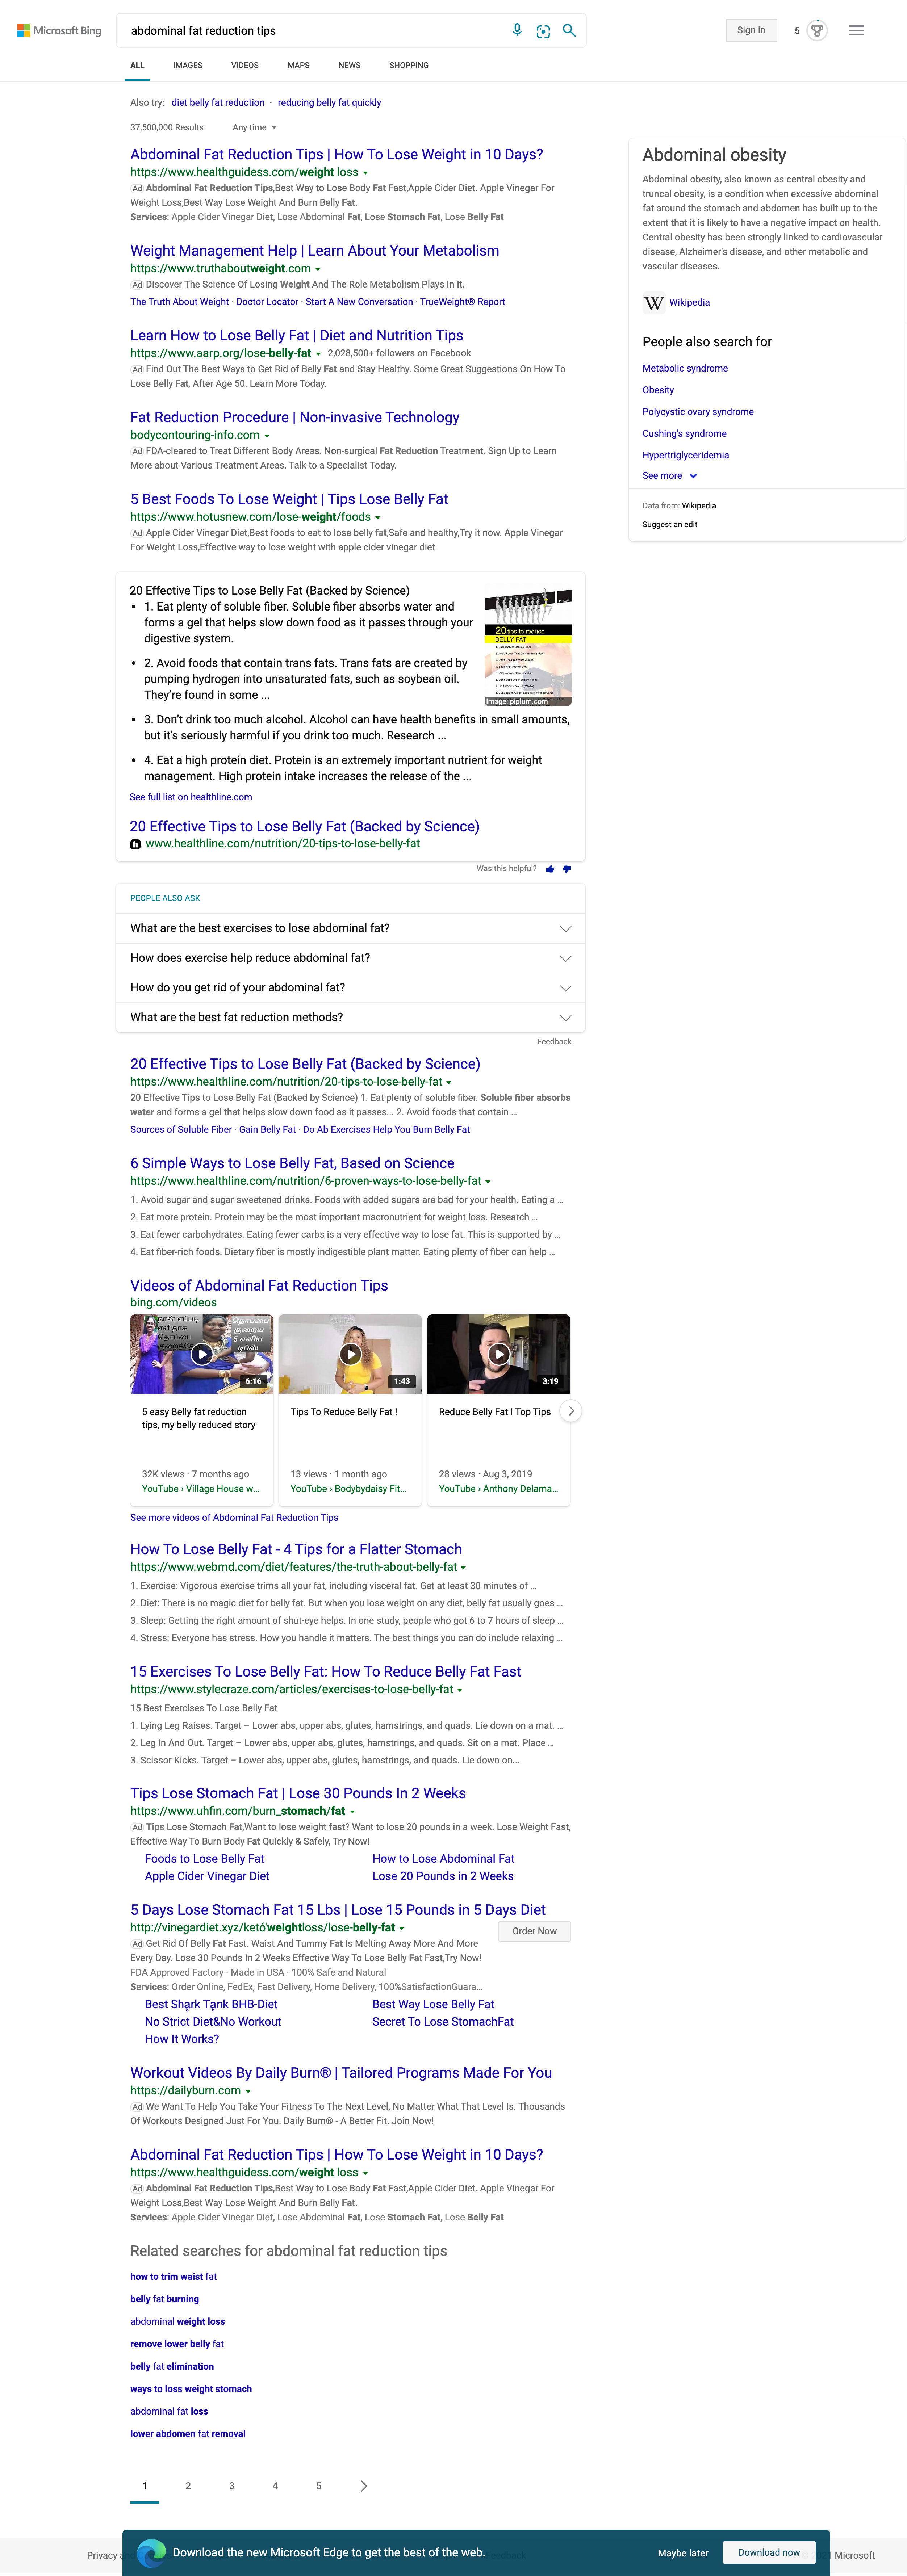 Microsoft Bing
abdominal fat reduction tips
Sign in
5
ALL
IMAGES
VIDEOS
MAPS
NEWS
SHOPPING
Also try: diet belly fat reduction · reducing belly fat quickly
37,500,000 Results
Any time
Abdominal Fat Reduction Tips | How To Lose Weight in 10 Days?
https://www.healthguidess.com/weight loss
Ad Abdominal Fat Reduction Tips,Best Way to Lose Body Fat Fast,Apple Cider Diet. Apple Vinegar For
Weight Loss,Best Way Lose Weight And Burn Belly Fat.
Services: Apple Cider Vinegar Diet, Lose Abdominal Fat, Lose Stomach Fat, Lose Belly Fat
Weight Management Help | Learn About Your Metabolism
https://www.truthaboutweight.com
Ad Discover The Science Of Losing Weight And The Role Metabolism Plays In It.
The Truth About Weight · Doctor Locator · Start A New Conversation · TrueWeight® Report
Learn How to Lose Belly Fat | Diet and Nutrition Tips
https://www.aarp.org/lose-belly-fat 2,028,500+ followers on Facebook
Ad Find Out The Best Ways to Get Rid of Belly Fat and Stay Healthy. Some Great Suggestions On How To
Lose Belly Fat, After Age 50. Learn More Today.
Fat Reduction Procedure | Non-invasive Technology
bodycontouring-info.com
Ad FDA-cleared to Treat Different Body Areas. Non-surgical Fat Reduction Treatment. Sign Up to Learn
More about Various Treatment Areas. Talk to a Specialist Today.
5 Best Foods To Lose Weight | Tips Lose Belly Fat
https://www.hotusnew.com/lose-weight/foods
Ad Apple Cider Vinegar Diet,Best foods to eat to lose belly fat,Safe and healthy,Try it now. Apple Vinegar
For Weight Loss,Effective way to lose weight with apple cider vinegar diet
Abdominal obesity
Abdominal obesity, also known as central obesity and
truncal obesity, is a condition when excessive abdominal
fat around the stomach and abdomen has built up to the
extent that it is likely to have a negative impact on health.
Central obesity has been strongly linked to cardiovascular
disease, Alzheimer's disease, and other metabolic and
vascular diseases.
W Wikipedia
People also search for
Metabolic syndrome
Obesity
Polycystic ovary syndrome
Cushing's syndrome
Hypertriglyceridemia
See more
Data from: Wikipedia
Suggest an edit
20 Effective Tips to Lose Belly Fat (Backed by Science)
• 1. Eat plenty of soluble fiber. Soluble fiber absorbs water and
forms a gel that helps slow down food as it passes through your
digestive system.
• 2. Avoid foods that contain trans fats. Trans fats are created by
pumping hydrogen into unsaturated fats, such as soybean oil.
They're found in some ...
• 3. Don't drink too much alcohol. Alcohol can have health benefits in small amounts,
but it's seriously harmful if you drink too much. Research ...
• 4. Eat a high protein diet. Protein is an extremely important nutrient for weight
management. High protein intake increases the release of the ...
20 tips to reduce
BELLY FAT
Image: piplum.com
See full list on healthline.com
20 Effective Tips to Lose Belly Fat (Backed by Science)
www.healthline.com/nutrition/20-tips-to-lose-belly-fat
Was this helpful?
PEOPLE ALSO ASK
What are the best exercises to lose abdominal fat?
How does exercise help reduce abdominal fat?
How do you get rid of your abdominal fat?
What are the best fat reduction methods?
Feedback
20 Effective Tips to Lose Belly Fat (Backed by Science)
https://www.healthline.com/nutrition/20-tips-to-lose-belly-fat
20 Effective Tips to Lose Belly Fat (Backed by Science) 1. Eat plenty of soluble fiber. Soluble fiber absorbs
water and forms a gel that helps slow down food as it passes... 2. Avoid foods that contain ...
Sources of Soluble Fiber · Gain Belly Fat · Do Ab Exercises Help You Burn Belly Fat
6 Simple Ways to Lose Belly Fat, Based on Science
https://www.healthline.com/nutrition/6-proven-ways-to-lose-belly-fat
1. Avoid sugar and sugar-sweetened drinks. Foods with added sugars are bad for your health. Eating a ...
2. Eat more protein. Protein may be the most important macronutrient for weight loss. Research ...
3. Eat fewer carbohydrates. Eating fewer carbs is a very effective way to lose fat. This is supported by ...
4. Eat fiber-rich foods. Dietary fiber is mostly indigestible plant matter. Eating plenty of fiber can help ...
Videos of Abdominal Fat Reduction Tips
bing.com/videos
நான் எப்படி
எளிதாக
தொப்பை
தொப்பை
குறைய
5 எளிய
டிப்ஸ்
6:16
1:43
3:19
5 easy Belly fat reduction
tips, my belly reduced story
32K views · 7 months ago
YouTube › Village House w...
Tips To Reduce Belly Fat !
13 views · 1 month ago
YouTube › Bodybydaisy Fit...
Reduce Belly Fat I Top Tips
28 views · Aug 3, 2019
YouTube › Anthony Delama...
See more videos of Abdominal Fat Reduction Tips
How To Lose Belly Fat - 4 Tips for a Flatter Stomach
https://www.webmd.com/diet/features/the-truth-about-belly-fat
1. Exercise: Vigorous exercise trims all your fat, including visceral fat. Get at least 30 minutes of ...
2. Diet: There is no magic diet for belly fat. But when you lose weight on any diet, belly fat usually goes ...
3. Sleep: Getting the right amount of shut-eye helps. In one study, people who got 6 to 7 hours of sleep ...
4. Stress: Everyone has stress. How you handle it matters. The best things you can do include relaxing ...
15 Exercises To Lose Belly Fat: How To Reduce Belly Fat Fast
https://www.stylecraze.com/articles/exercises-to-lose-belly-fat
15 Best Exercises To Lose Belly Fat
1. Lying Leg Raises. Target – Lower abs, upper abs, glutes, hamstrings, and quads. Lie down on a mat. ...
2. Leg In And Out. Target – Lower abs, upper abs, glutes, hamstrings, and quads. Sit on a mat. Place ...
3. Scissor Kicks. Target – Lower abs, upper abs, glutes, hamstrings, and quads. Lie down on...
Tips Lose Stomach Fat | Lose 30 Pounds In 2 Weeks
https://www.uhfin.com/burn_stomach/fat
Ad Tips Lose Stomach Fat,Want to lose weight fast? Want to lose 20 pounds in a week. Lose Weight Fast,
Effective Way To Burn Body Fat Quickly & Safely, Try Now!
Foods to Lose Belly Fat
How to Lose Abdominal Fat
Apple Cider Vinegar Diet
Lose 20 Pounds in 2 Weeks
5 Days Lose Stomach Fat 15 Lbs | Lose 15 Pounds in 5 Days Diet
http://vinegardiet.xyz/keto'weightloss/lose-belly-fat
Order Now
Ad Get Rid Of Belly Fat Fast. Waist And Tummy Fat Is Melting Away More And More
Every Day. Lose 30 Pounds In 2 Weeks Effective Way To Lose Belly Fat Fast,Try Now!
FDA Approved Factory · Made in USA · 100% Safe and Natural
Services: Order Online, FedEx, Fast Delivery, Home Delivery, 100%SatisfactionGuara...
Best Shąrk Tąnk BHB-Diet
Best Way Lose Belly Fat
No Strict Diet&No Workout
Secret To Lose StomachFat
How It Works?
Workout Videos By Daily Burn® | Tailored Programs Made For You
https://dailyburn.com
Ad We Want To Help You Take Your Fitness To The Next Level, No Matter What That Level Is. Thousands
Of Workouts Designed Just For You. Daily Burn® - A Better Fit. Join Now!
Abdominal Fat Reduction Tips | How To Lose Weight in 10 Days?
https://www.healthguidess.com/weight loss
Ad Abdominal Fat Reduction Tips,Best Way to Lose Body Fat Fast,Apple Cider Diet. Apple Vinegar For
Weight Loss,Best Way Lose Weight And Burn Belly Fat.
Services: Apple Cider Vinegar Diet, Lose Abdominal Fat, Lose Stomach Fat, Lose Belly Fat
Related searches for abdominal fat reduction tips
how to trim waist fat
belly fat burning
abdominal weight loss
remove lower belly fat
belly fat elimination
ways to loss weight stomach
abdominal fat loss
lower abdomen fat removal
1
2
3
4
5
Privacy
Download the new Microsoft Edge to get the best of the web.
Maybe later
Download now
Microsoft